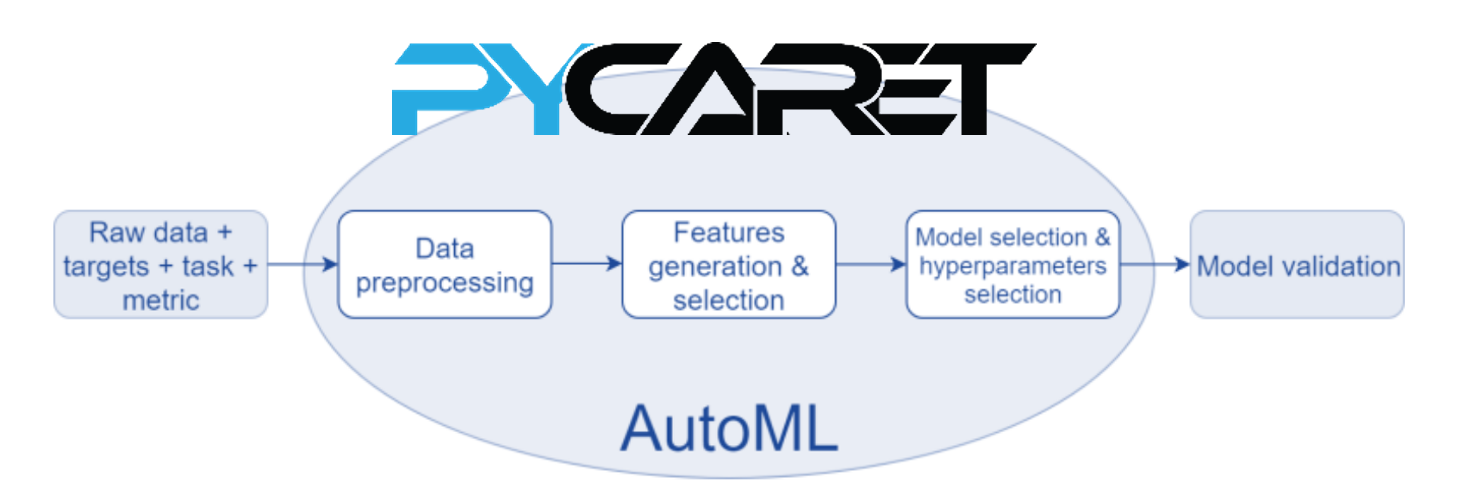 PYCARET
Raw data +
targets + task +
metric
Data
preprocessing
Features
generation &
selection
Model selection &
hyperparameters
selection
Model validation
AutoML